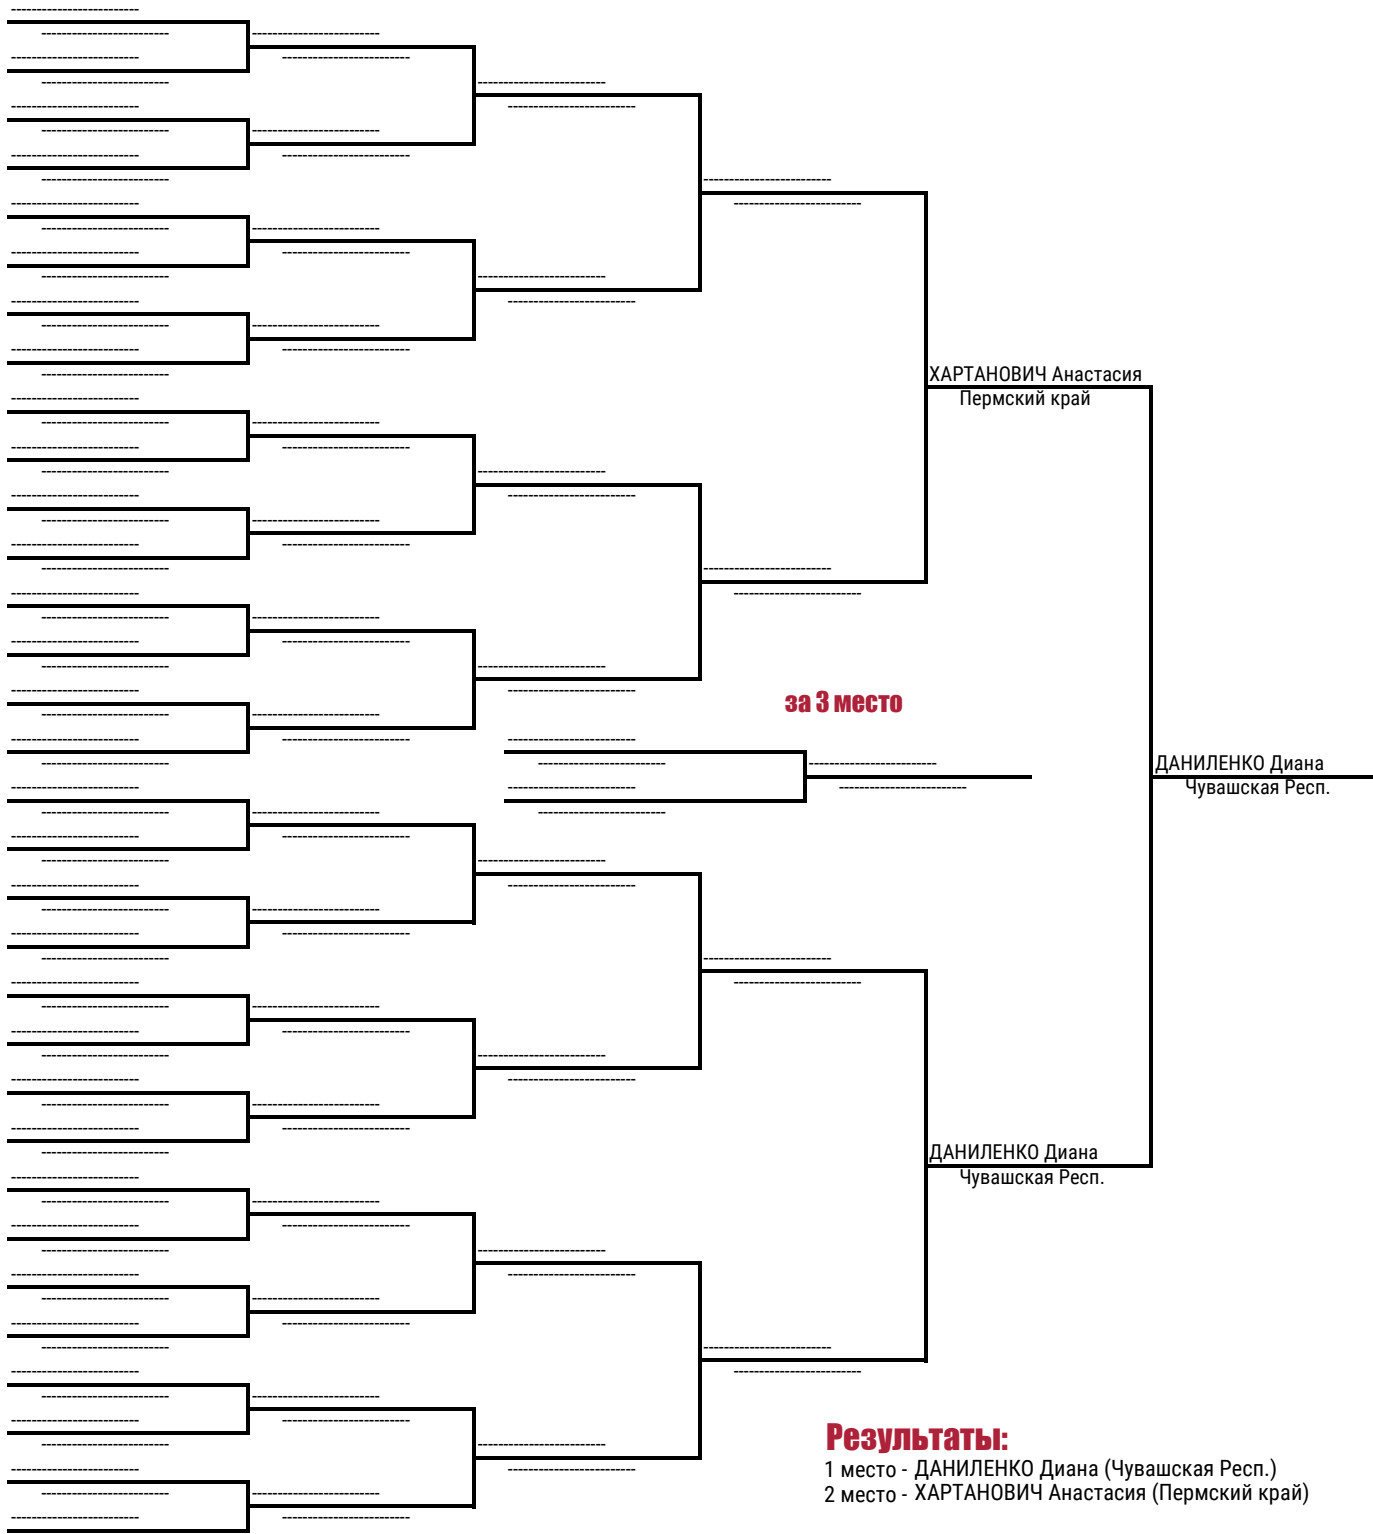 ХАРТАНОВИЧ Анастасия
Пермский край
за 3 место
ДАНИЛЕНКО Диана
Чувашская Респ.
ДАНИЛЕНКО Диана
Чувашская Респ.
Результаты:
1 место - ДАНИЛЕНКО Диана (Чувашская Респ.)
2 место - ХАРТАНОВИЧ Анастасия (Пермский край)